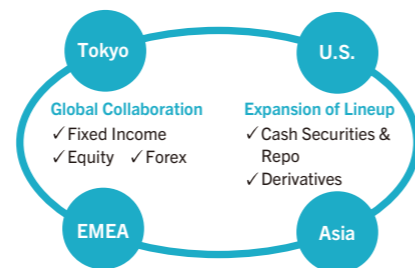 Tokyo
U.S.
Global Collaboration
✓ Fixed Income
✓ Equity ✓ Forex
Expansion of Lineup
✓ Cash Securities &
Repo
✓ Derivatives
EMEA
Asia